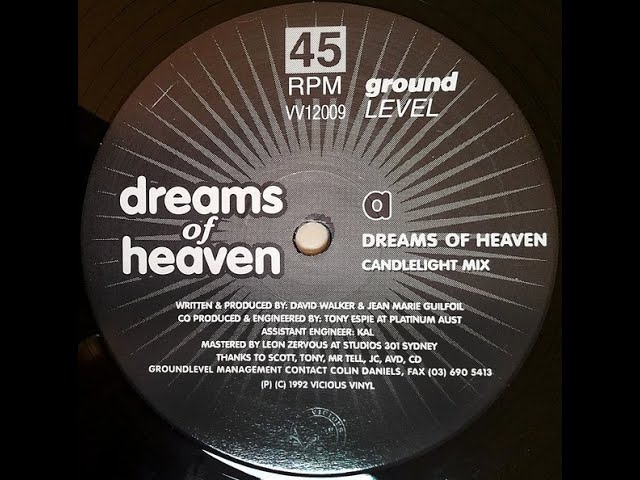 45
RPM
VV12009
ground
LEVEL
dreams
of
heaven
a
DREAMS OF HEAVEN
CANDLELIGHT MIX
WRITTEN & PRODUCED BY: DAVID WALKER & JEAN MARIE GUILFOIL
CO PRODUCED & ENGINEERED BY: TONY ESPIE AT PLATINUM AUST
ASSISTANT ENGINEER: KAL
MASTERED BY LEON ZERVOUS AT STUDIOS 301 SYDNEY
THANKS TO SCOTT, TONY, MR TELL, JC, AVD, CD
GROUNDLEVEL MANAGEMENT CONTACT COLIN DANIELS, FAX (03) 690 5413
(P) (C) 1992 VICIOUS VINYL
VICIOUS